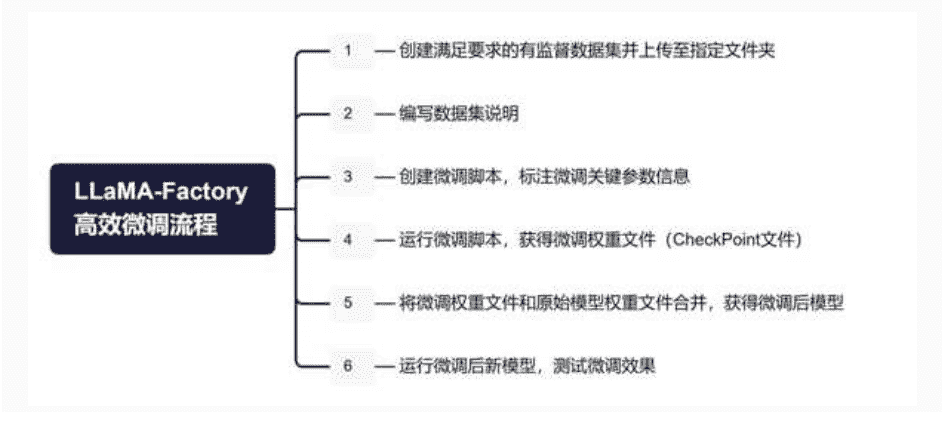 LLaMA-Factory
高效微调流程
1 创建满足要求的有监督数据集并上传至指定文件夹
2 编写数据集说明
3 创建微调脚本，标注微调关键参数信息
4 运行微调脚本，获得微调权重文件（CheckPoint文件）
5 将微调权重文件和原始模型权重文件合并，获得微调后模型
6 运行微调后新模型，测试微调效果